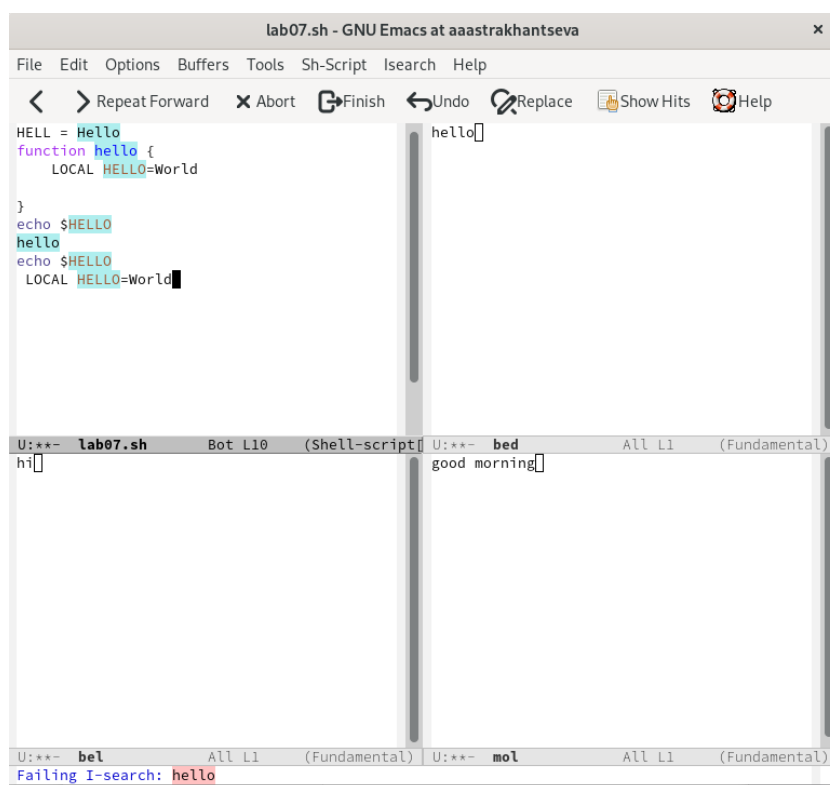 lab07.sh - GNU Emacs at aaastrakhantseva ×
File Edit Options Buffers Tools Sh-Script Isearch Help
Repeat Forward Abort Finish Undo Replace Show Hits Help
HELL = Hello
function hello {
    LOCAL HELLO=World
}
echo $HELLO
hello
echo $HELLO
 LOCAL HELLO=World
U:**- lab07.sh Bot L10 (Shell-script[
hello
U:**- bed All L1 (Fundamental)
hi
U:**- bel All L1 (Fundamental)
good morning
U:**- mol All L1 (Fundamental)
Failing I-search: hello